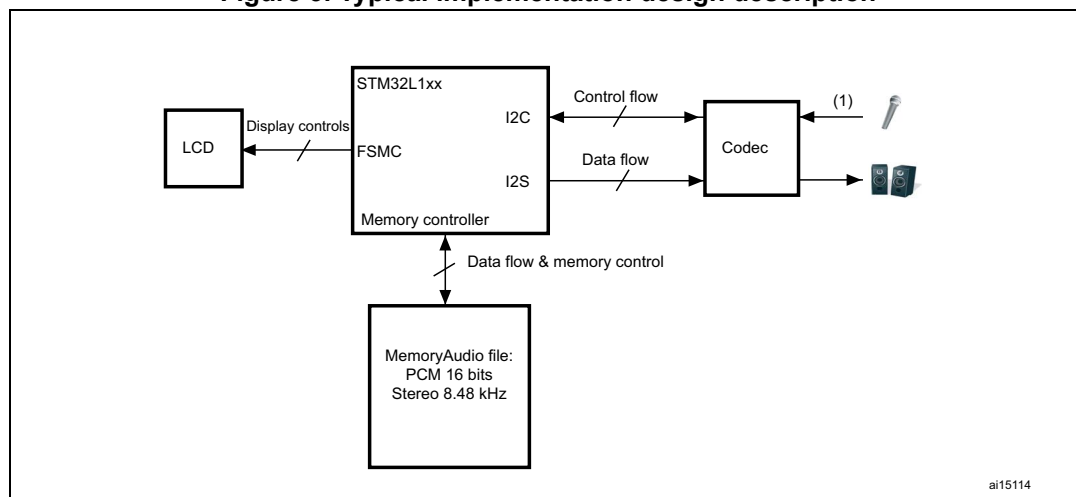 STM32L1xx
Control flow
(1)
I2C
Display controls
LCD
FSMC
Codec
Data flow
I2S
Memory controller
Data flow & memory control
MemoryAudio file:
PCM 16 bits
Stereo 8.48 kHz
ai15114